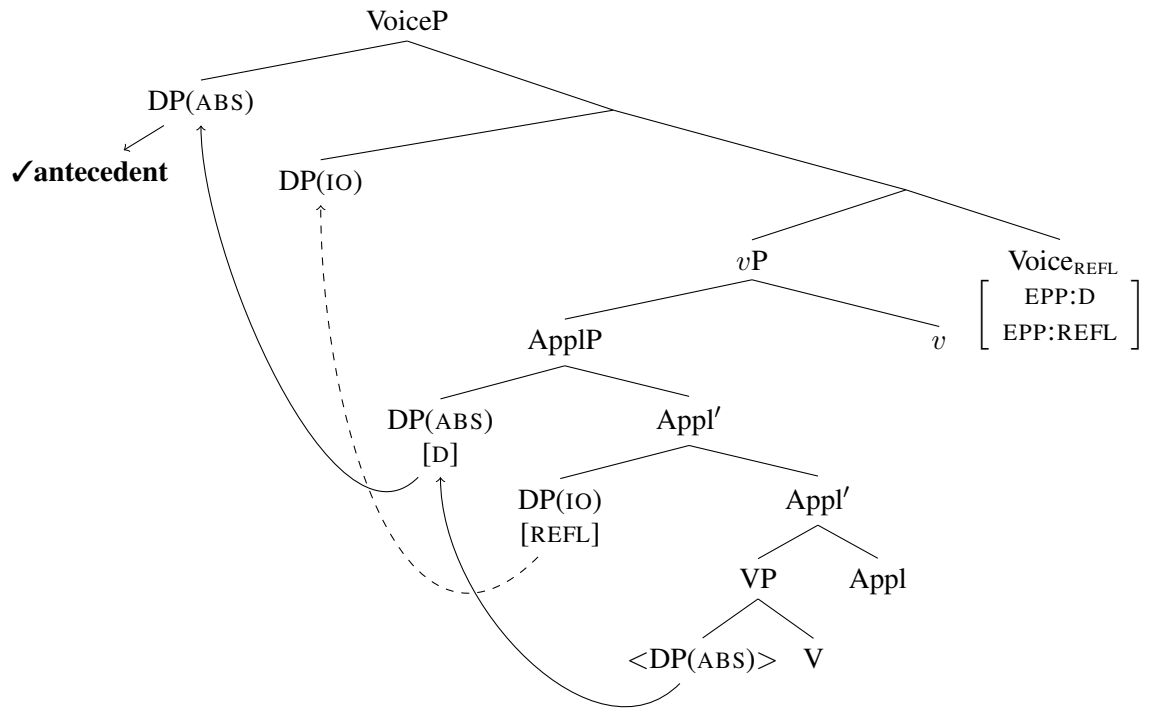 VoiceP
DP(ABS)
✓antecedent
DP(IO)
vP
Voice_REFL
EPP:D
EPP:REFL
ApplP
v
DP(ABS)
[D]
Appl′
DP(IO)
[REFL]
Appl′
VP
Appl
<DP(ABS)>
V